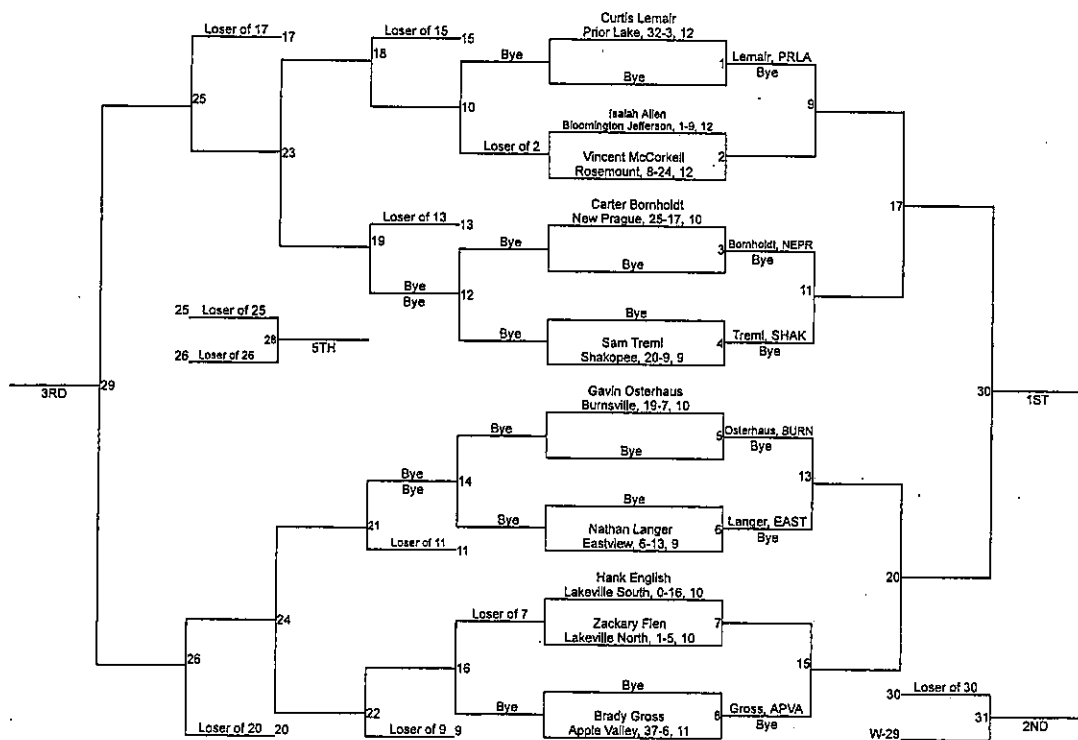 Loser of 17
17
25
18
Loser of 15
15
23
10
Bye
Curtis Lemair
Prior Lake, 32-3, 12
Bye
1
Lemair, PRLA
Bye
9
Loser of 2
Isaiah Allen
Bloomington Jefferson, 1-9, 12
Vincent McCorkell
Rosemount, 8-24, 12
2
17
19
Loser of 13
13
Bye
Bye
12
Bye
Carter Bornholdt
New Prague, 25-17, 10
Bye
3
Bornholdt, NEPR
Bye
11
Bye
Bye
Sam Treml
Shakopee, 20-9, 9
4
Treml, SHAK
Bye
25
Loser of 25
28
5TH
26
Loser of 26
3RD
29
30
1ST
Gavin Osterhaus
Burnsville, 19-7, 10
Bye
Bye
5
Osterhaus, BURN
Bye
13
Bye
Bye
14
21
Loser of 11
11
Bye
Bye
Nathan Langer
Eastview, 6-13, 9
6
Langer, EAST
Bye
20
24
26
Loser of 20
20
22
Loser of 9
9
16
Loser of 7
Hank English
Lakeville South, 0-16, 10
Zackary Fien
Lakeville North, 1-5, 10
7
15
Bye
Bye
Brady Gross
Apple Valley, 37-6, 11
8
Gross, APVA
Bye
30
Loser of 30
31
2ND
W-29